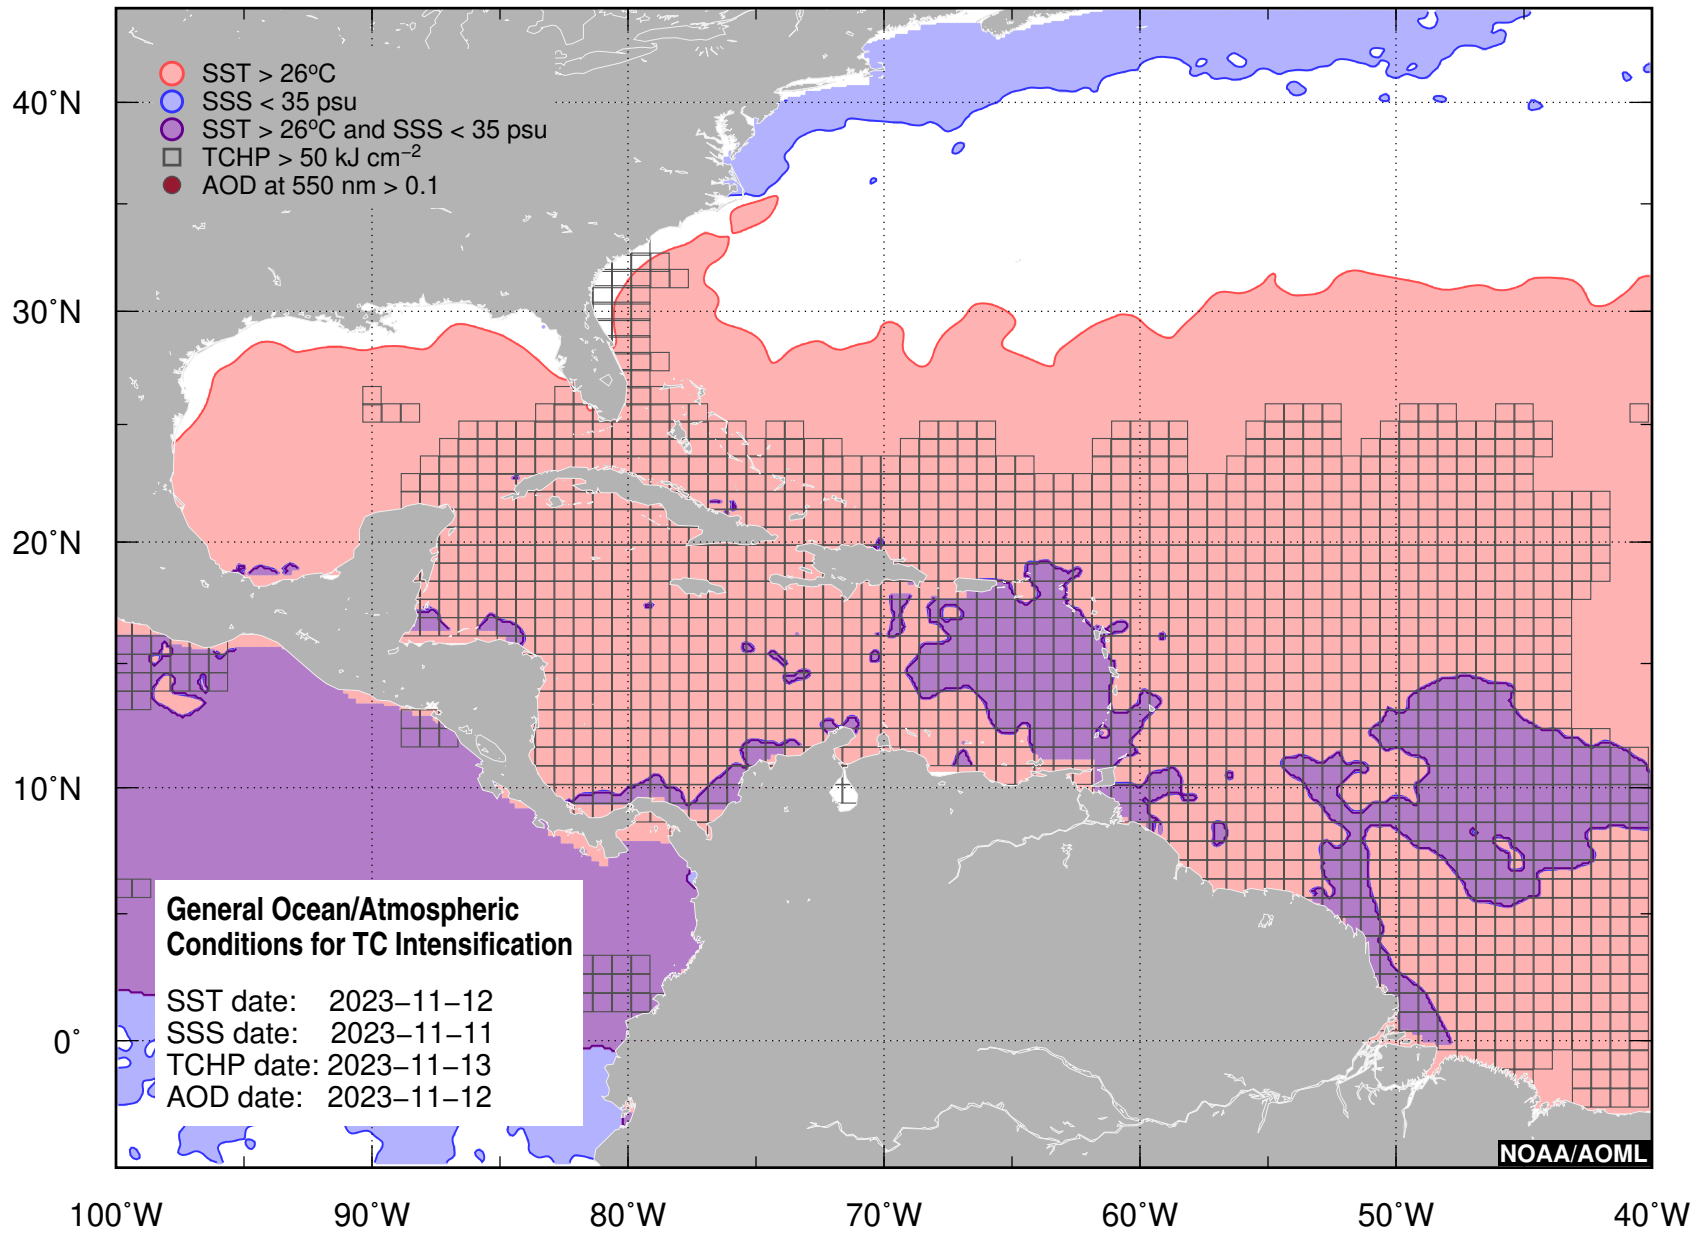 SST > 26°C
SSS < 35 psu
SST > 26°C and SSS < 35 psu
TCHP > 50 kJ cm⁻²
AOD at 550 nm > 0.1
40˚N
30˚N
20˚N
10˚N
0˚
General Ocean/Atmospheric
Conditions for TC Intensification
SST date: 2023−11−12
SSS date: 2023−11−11
TCHP date: 2023−11−13
AOD date: 2023−11−12
NOAA/AOML
100˚W 90˚W 80˚W 70˚W 60˚W 50˚W 40˚W